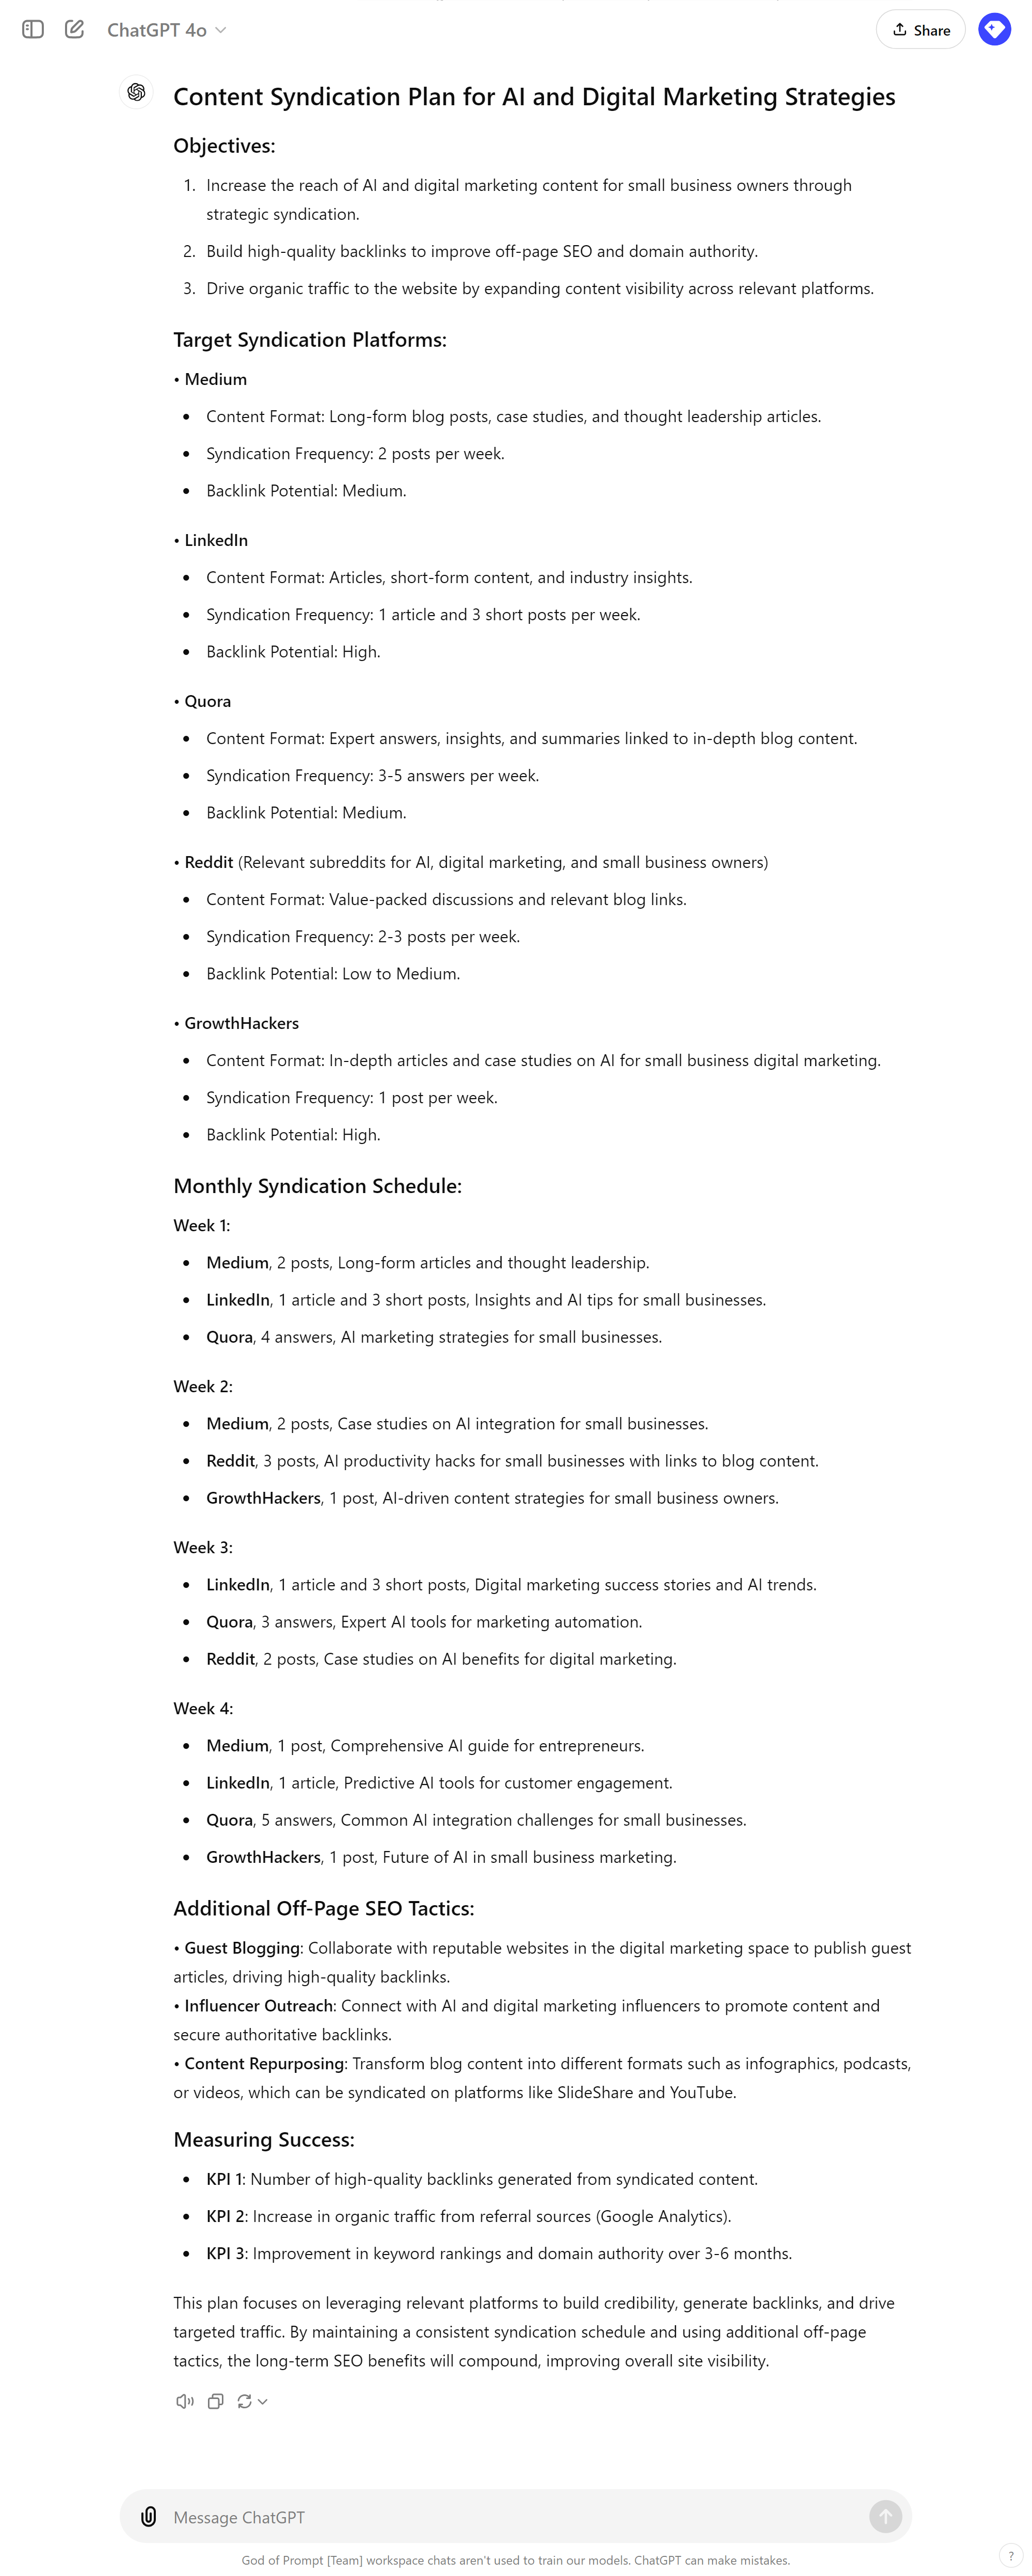 ChatGPT 4o
Share
Content Syndication Plan for AI and Digital Marketing Strategies
Objectives:
1. Increase the reach of AI and digital marketing content for small business owners through
strategic syndication.
2. Build high-quality backlinks to improve off-page SEO and domain authority.
3. Drive organic traffic to the website by expanding content visibility across relevant platforms.
Target Syndication Platforms:
• Medium
• Content Format: Long-form blog posts, case studies, and thought leadership articles.
• Syndication Frequency: 2 posts per week.
• Backlink Potential: Medium.
• LinkedIn
• Content Format: Articles, short-form content, and industry insights.
• Syndication Frequency: 1 article and 3 short posts per week.
• Backlink Potential: High.
• Quora
• Content Format: Expert answers, insights, and summaries linked to in-depth blog content.
• Syndication Frequency: 3-5 answers per week.
• Backlink Potential: Medium.
• Reddit (Relevant subreddits for AI, digital marketing, and small business owners)
• Content Format: Value-packed discussions and relevant blog links.
• Syndication Frequency: 2-3 posts per week.
• Backlink Potential: Low to Medium.
• GrowthHackers
• Content Format: In-depth articles and case studies on AI for small business digital marketing.
• Syndication Frequency: 1 post per week.
• Backlink Potential: High.
Monthly Syndication Schedule:
Week 1:
• Medium, 2 posts, Long-form articles and thought leadership.
• LinkedIn, 1 article and 3 short posts, Insights and AI tips for small businesses.
• Quora, 4 answers, AI marketing strategies for small businesses.
Week 2:
• Medium, 2 posts, Case studies on AI integration for small businesses.
• Reddit, 3 posts, AI productivity hacks for small businesses with links to blog content.
• GrowthHackers, 1 post, AI-driven content strategies for small business owners.
Week 3:
• LinkedIn, 1 article and 3 short posts, Digital marketing success stories and AI trends.
• Quora, 3 answers, Expert AI tools for marketing automation.
• Reddit, 2 posts, Case studies on AI benefits for digital marketing.
Week 4:
• Medium, 1 post, Comprehensive AI guide for entrepreneurs.
• LinkedIn, 1 article, Predictive AI tools for customer engagement.
• Quora, 5 answers, Common AI integration challenges for small businesses.
• GrowthHackers, 1 post, Future of AI in small business marketing.
Additional Off-Page SEO Tactics:
• Guest Blogging: Collaborate with reputable websites in the digital marketing space to publish guest
articles, driving high-quality backlinks.
• Influencer Outreach: Connect with AI and digital marketing influencers to promote content and
secure authoritative backlinks.
• Content Repurposing: Transform blog content into different formats such as infographics, podcasts,
or videos, which can be syndicated on platforms like SlideShare and YouTube.
Measuring Success:
• KPI 1: Number of high-quality backlinks generated from syndicated content.
• KPI 2: Increase in organic traffic from referral sources (Google Analytics).
• KPI 3: Improvement in keyword rankings and domain authority over 3-6 months.
This plan focuses on leveraging relevant platforms to build credibility, generate backlinks, and drive
targeted traffic. By maintaining a consistent syndication schedule and using additional off-page
tactics, the long-term SEO benefits will compound, improving overall site visibility.
Message ChatGPT
God of Prompt [Team] workspace chats aren't used to train our models. ChatGPT can make mistakes.
?